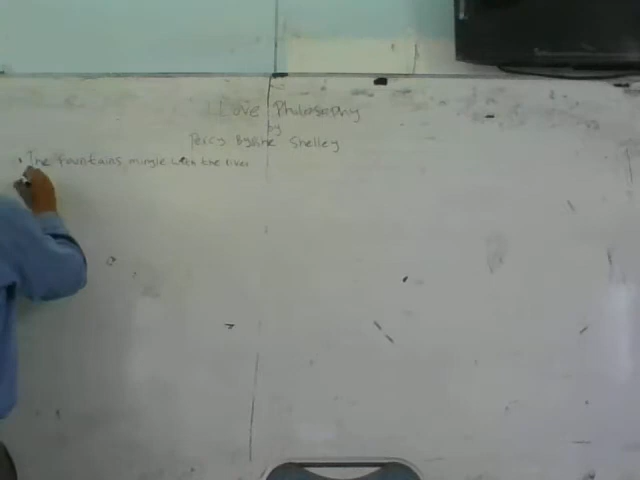 Love Philosophy
by
Percy Bysshe Shelley
The fountains mingle with the river